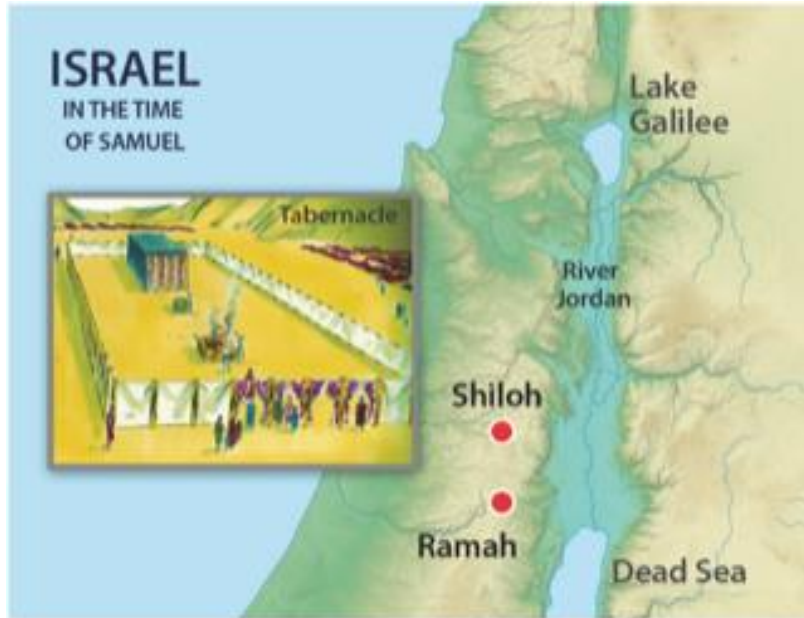 ISRAEL
IN THE TIME
OF SAMUEL
Lake
Galilee
Tabernacle
River
Jordan
Shiloh
Ramah
Dead Sea